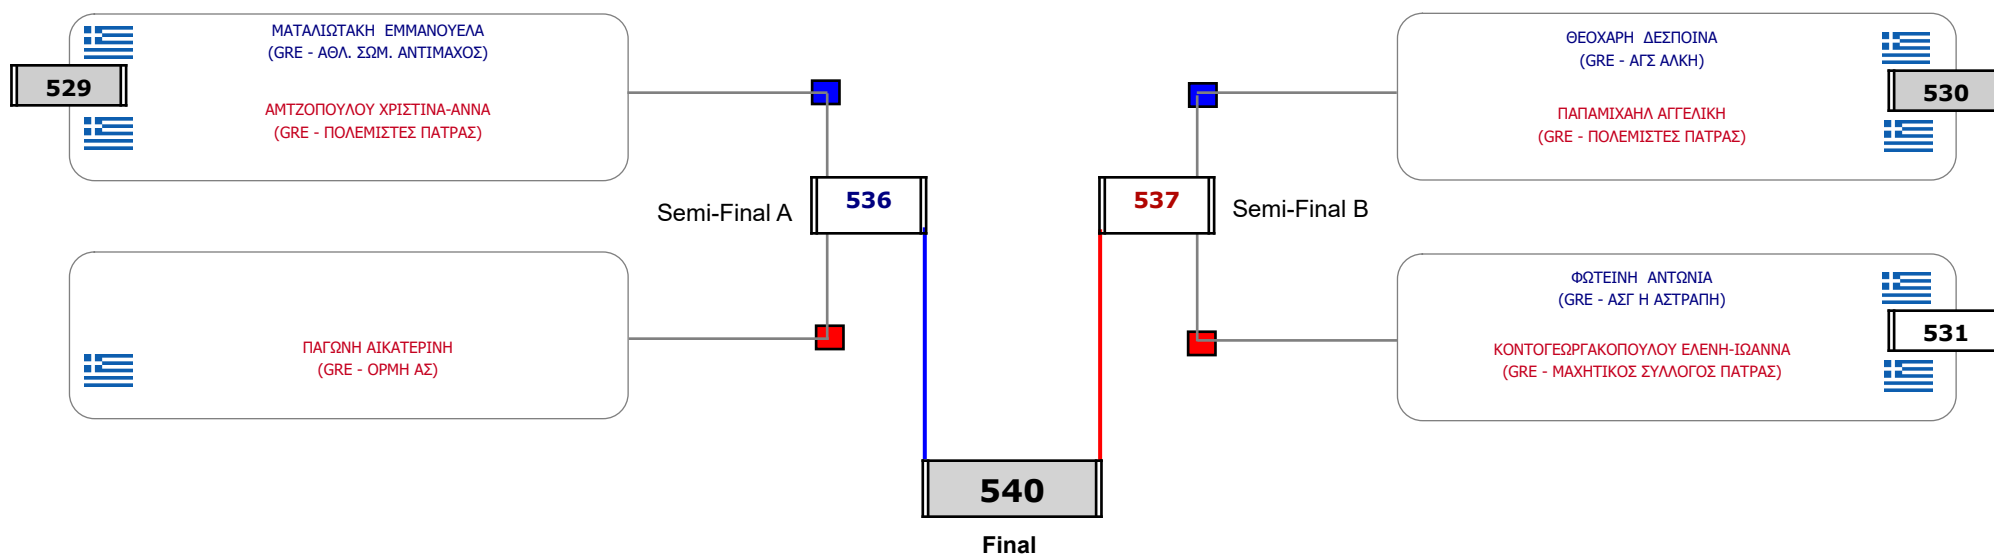 ΜΑΤΑΛΙΩΤΑΚΗ ΕΜΜΑΝΟΥΕΛΑ
(GRE - ΑΘΛ. ΣΩΜ. ΑΝΤΙΜΑΧΟΣ)
529
ΑΜΤΖΟΠΟΥΛΟΥ ΧΡΙΣΤΙΝΑ-ΑΝΝΑ
(GRE - ΠΟΛΕΜΙΣΤΕΣ ΠΑΤΡΑΣ)
ΘΕΟΧΑΡΗ ΔΕΣΠΟΙΝΑ
(GRE - ΑΓΣ ΑΛΚΗ)
530
ΠΑΠΑΜΙΧΑΗΛ ΑΓΓΕΛΙΚΗ
(GRE - ΠΟΛΕΜΙΣΤΕΣ ΠΑΤΡΑΣ)
Semi-Final A
536
537
Semi-Final B
ΠΑΓΩΝΗ ΑΙΚΑΤΕΡΙΝΗ
(GRE - ΟΡΜΗ ΑΣ)
ΦΩΤΕΙΝΗ ΑΝΤΩΝΙΑ
(GRE - ΑΣΓ Η ΑΣΤΡΑΠΗ)
531
ΚΟΝΤΟΓΕΩΡΓΑΚΟΠΟΥΛΟΥ ΕΛΕΝΗ-ΙΩΑΝΝΑ
(GRE - ΜΑΧΗΤΙΚΟΣ ΣΥΛΛΟΓΟΣ ΠΑΤΡΑΣ)
540
Final